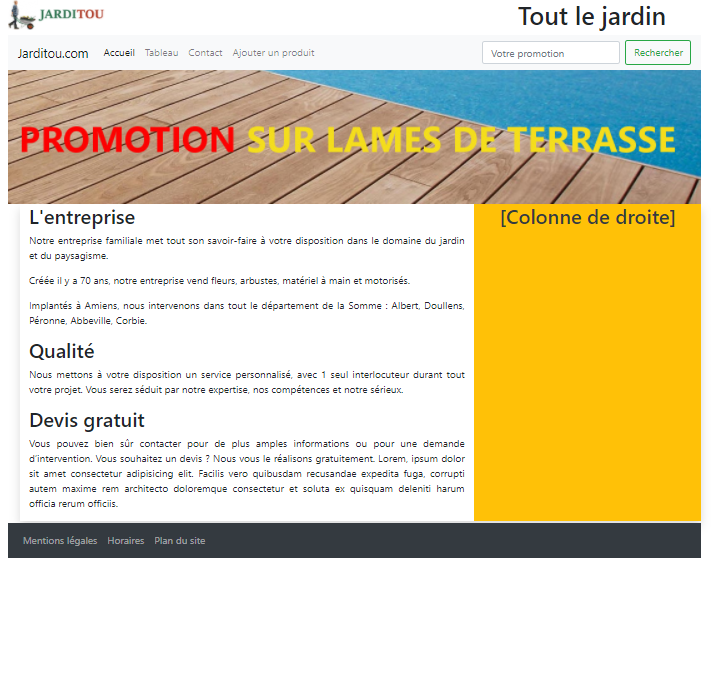 JARDITOU
Tout le jardin
Jarditou.com Accueil Tableau Contact Ajouter un produit Votre promotion Rechercher
PROMOTION SUR LAMES DE TERRASSE
L'entreprise
Notre entreprise familiale met tout son savoir-faire à votre disposition dans le domaine du jardin
et du paysagisme.
Créée il y a 70 ans, notre entreprise vend fleurs, arbustes, matériel à main et motorisés.
Implantés à Amiens, nous intervenons dans tout le département de la Somme : Albert, Doullens,
Péronne, Abbeville, Corbie.
Qualité
Nous mettons à votre disposition un service personnalisé, avec 1 seul interlocuteur durant tout
votre projet. Vous serez séduit par notre expertise, nos compétences et notre sérieux.
Devis gratuit
Vous pouvez bien sûr contacter pour de plus amples informations ou pour une demande
d'intervention. Vous souhaitez un devis ? Nous vous le réalisons gratuitement. Lorem, ipsum dolor
sit amet consectetur adipisicing elit. Facilis vero quibusdam recusandae expedita fuga, corrupti
autem maxime rem architecto doloremque consectetur et soluta ex quisquam deleniti harum
officia rerum officiis.
[Colonne de droite]
Mentions légales Horaires Plan du site